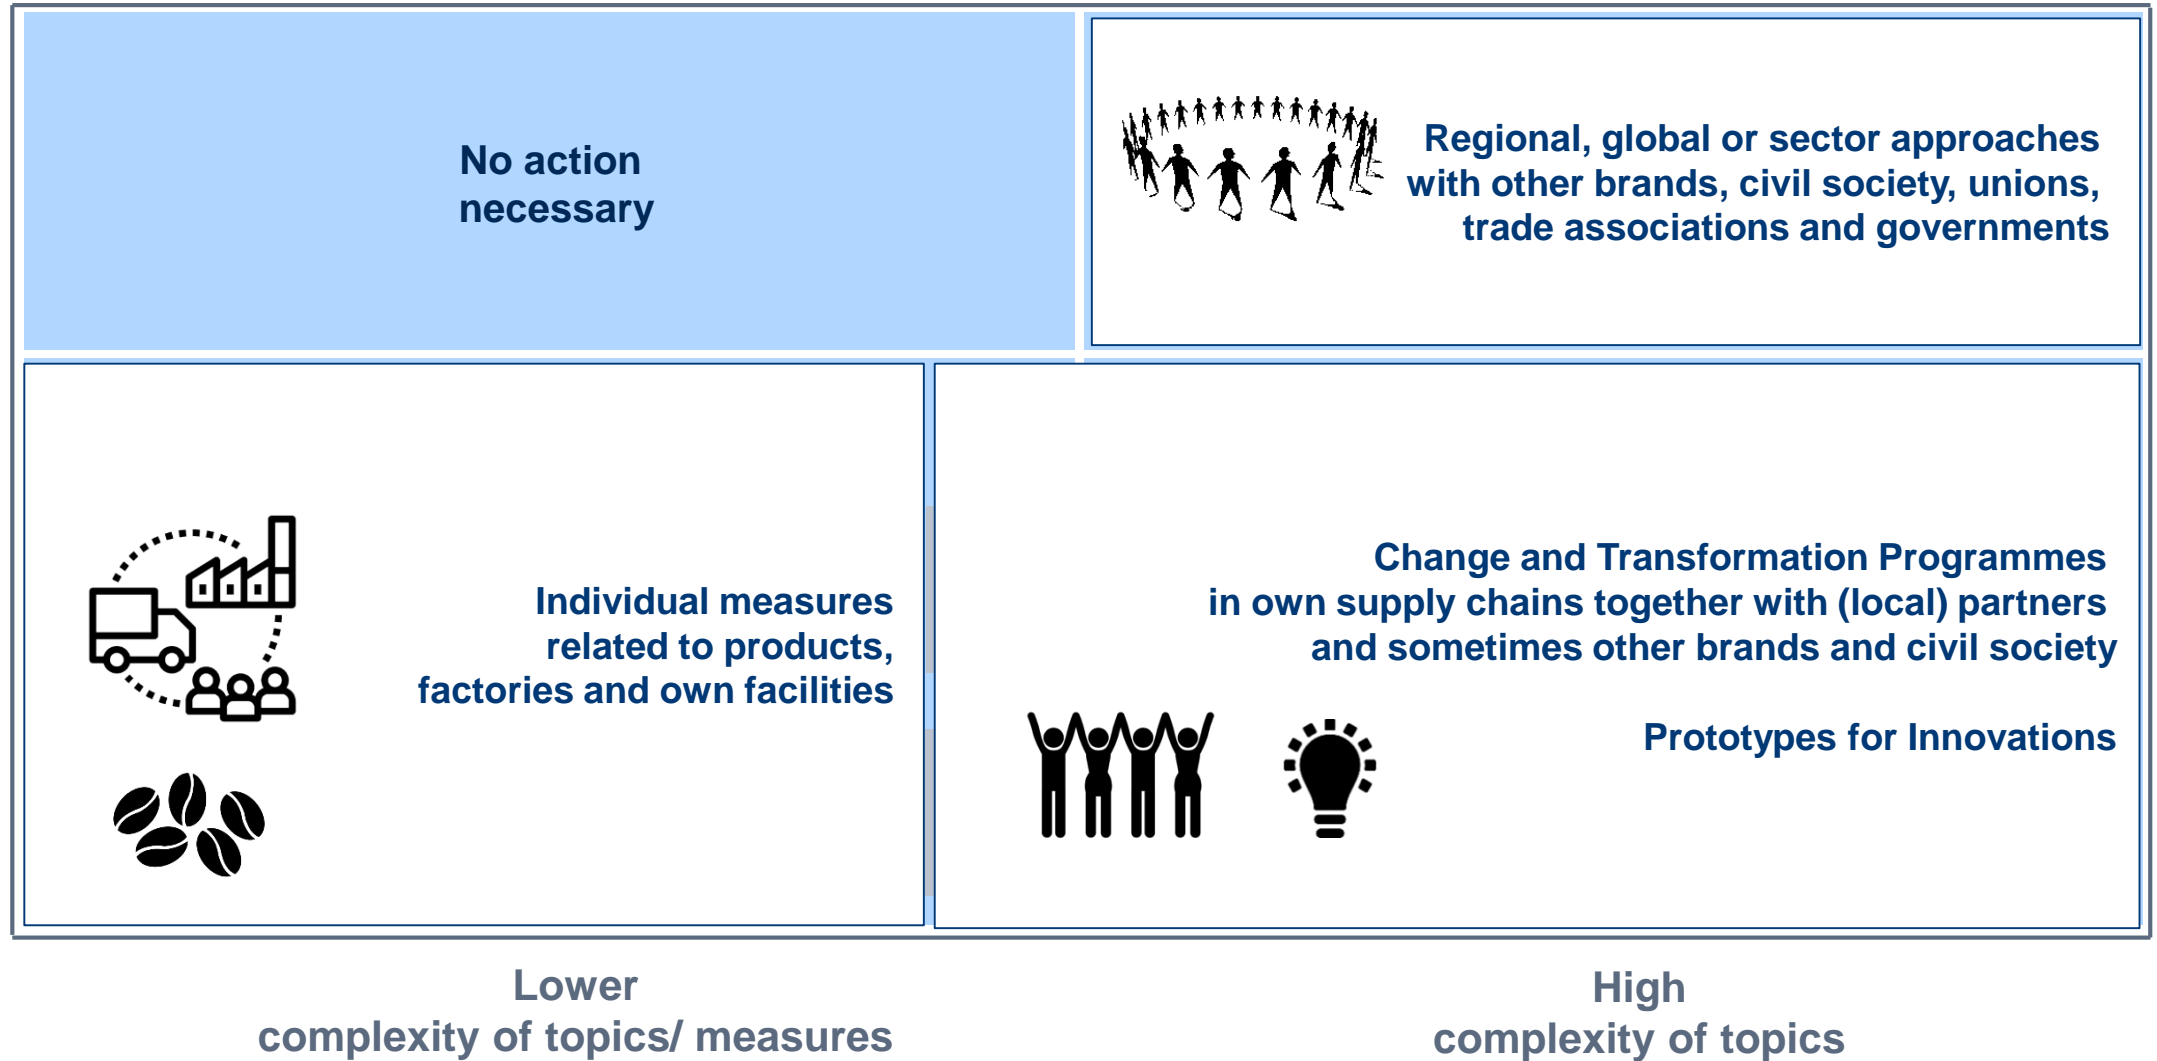 No action
necessary
Regional, global or sector approaches
with other brands, civil society, unions,
trade associations and governments
Individual measures
related to products,
factories and own facilities
Change and Transformation Programmes
in own supply chains together with (local) partners
and sometimes other brands and civil society
Prototypes for Innovations
Lower
complexity of topics/ measures
High
complexity of topics